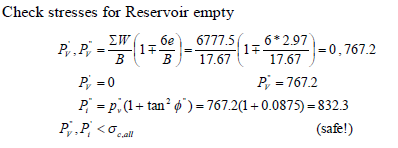 Check stresses for Reservoir empty
P'_V, P"_V = ΣW/B (1∓ 6e/B) = 6777.5/17.67 (1∓ 6*2.97/17.67) = 0, 767.2
P'_V = 0 P"_V = 767.2
P"_i = p"_v(1+ tan² ϕ") = 767.2(1+0.0875) = 832.3
P"_V, P"_i < σ_c,all (safe!)